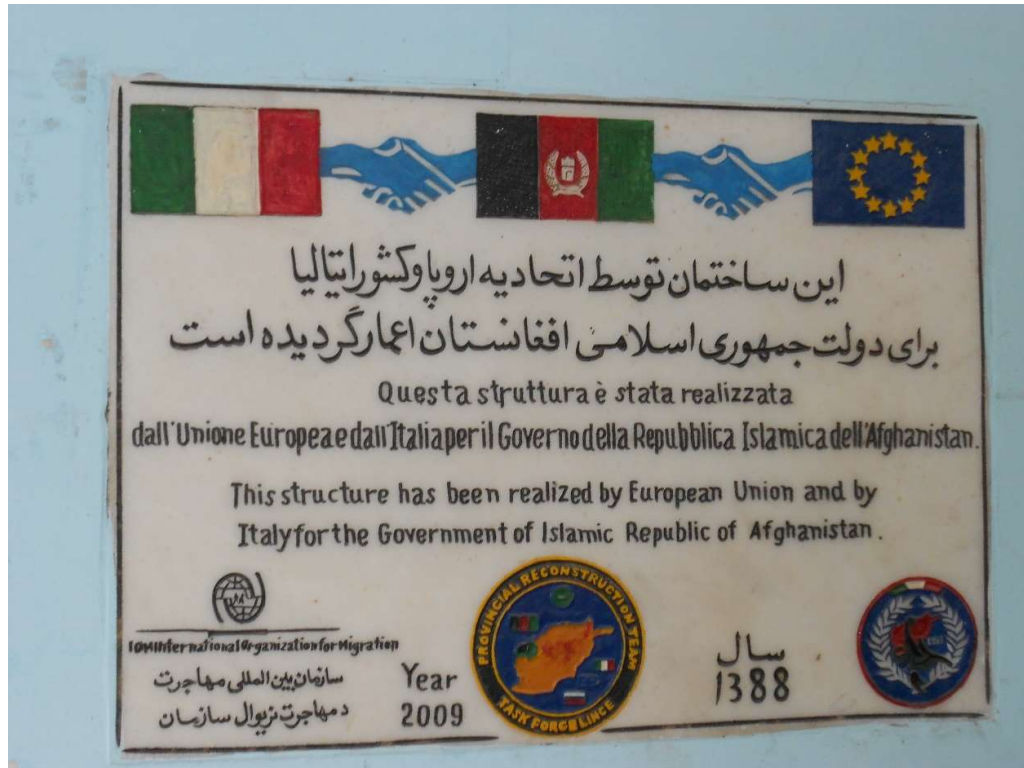 این ساختمان توسط اتحادیه اروپا و کشور ایتالیا
برای دولت جمهوری اسلامی افغانستان اعمار گردیده است
Questa struttura è stata realizzata
dall'Unione Europea e dall'Italia per il Governo della Repubblica Islamica dell'Afghanistan.
This structure has been realized by European Union and by
Italy for the Government of Islamic Republic of Afghanistan.
IOM International Organization for Migration
سازمان بین المللی مهاجرت
د مهاجرت نړیوال سازمان
Year
2009
PROVINCIAL RECONSTRUCTION TEAM
TASK FORCE LINCE
سال
1388